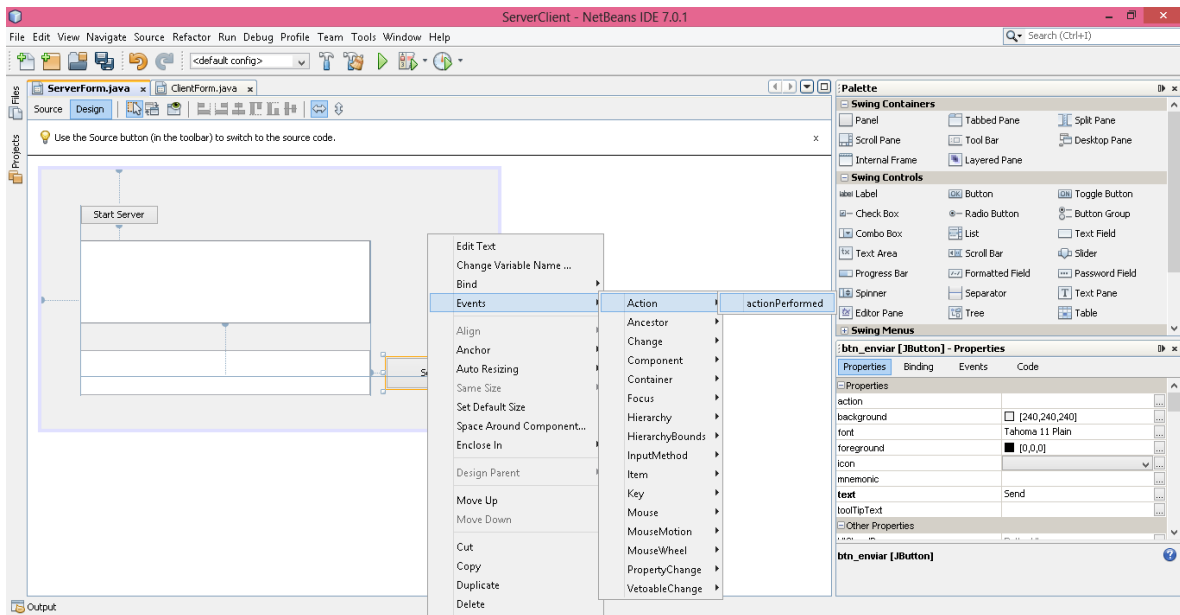 ServerClient - NetBeans IDE 7.0.1
File Edit View Navigate Source Refactor Run Debug Profile Team Tools Window Help
Search (Ctrl+I)
<default config>
Files
Projects
ServerForm.java x ClientForm.java x
Source Design
Use the Source button (in the toolbar) to switch to the source code. x
Start Server
Edit Text
Change Variable Name ...
Bind
Events
Align
Anchor
Auto Resizing
Same Size
Set Default Size
Space Around Component...
Enclose In
Design Parent
Move Up
Move Down
Cut
Copy
Duplicate
Delete
Action
Ancestor
Change
Component
Container
Focus
Hierarchy
HierarchyBounds
InputMethod
Item
Key
Mouse
MouseMotion
MouseWheel
PropertyChange
VetoableChange
actionPerformed
Palette
Swing Containers
Panel Tabbed Pane Split Pane
Scroll Pane Tool Bar Desktop Pane
Internal Frame Layered Pane
Swing Controls
label Label OK Button ON Toggle Button
Check Box Radio Button Button Group
Combo Box List Text Field
Text Area Scroll Bar Slider
Progress Bar Formatted Field Password Field
Spinner Separator Text Pane
Editor Pane Tree Table
Swing Menus
btn_enviar [JButton] - Properties
Properties Binding Events Code
Properties
action
background [240,240,240]
font Tahoma 11 Plain
foreground [0,0,0]
icon
mnemonic
text Send
toolTipText
Other Properties
btn_enviar [JButton]
Output